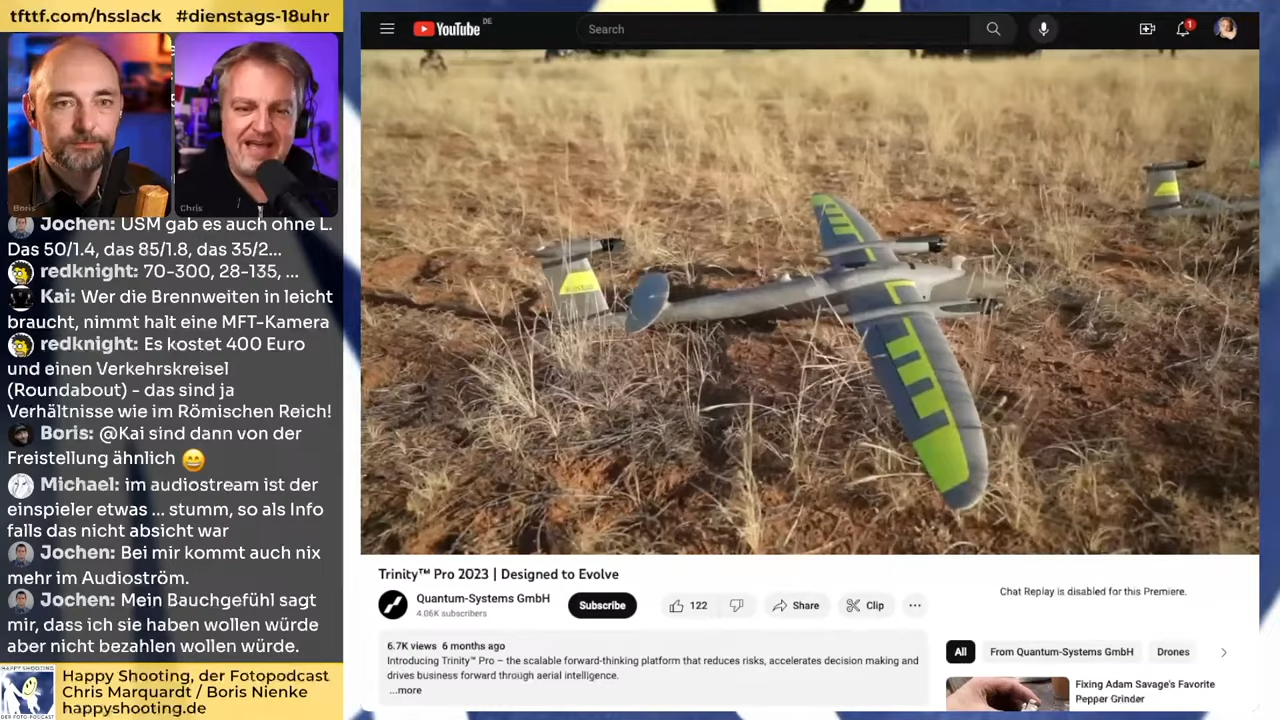 tfttf.com/hsslack #dienstags-18uhr
Boris
Chris
Jochen: USM gab es auch ohne L.
Das 50/1.4, das 85/1.8, das 35/2...
redknight: 70-300, 28-135, ...
Kai: Wer die Brennweiten in leicht
braucht, nimmt halt eine MFT-Kamera
redknight: Es kostet 400 Euro
und einen Verkehrskreisel
(Roundabout) - das sind ja
Verhältnisse wie im Römischen Reich!
Boris: @Kai sind dann von der
Freistellung ähnlich 😄
Michael: im audiostream ist der
einspieler etwas ... stumm, so als Info
falls das nicht absicht war
Jochen: Bei mir kommt auch nix
mehr im Audioström.
Jochen: Mein Bauchgefühl sagt
mir, dass ich sie haben wollen würde
aber nicht bezahlen wollen würde.
HAPPY SHOOTING
DER FOTO-PODCAST
Happy Shooting, der Fotopodcast
Chris Marquardt / Boris Nienke
happyshooting.de
YouTube DE
Search
1
Trinity™ Pro 2023 | Designed to Evolve
Quantum-Systems GmbH
4.06K subscribers
Subscribe
122
Share
Clip
6.7K views 6 months ago
Introducing Trinity™ Pro – the scalable forward-thinking platform that reduces risks, accelerates decision making and
drives business forward through aerial intelligence.
...more
Chat Replay is disabled for this Premiere.
All
From Quantum-Systems GmbH
Drones
Fixing Adam Savage's Favorite
Pepper Grinder